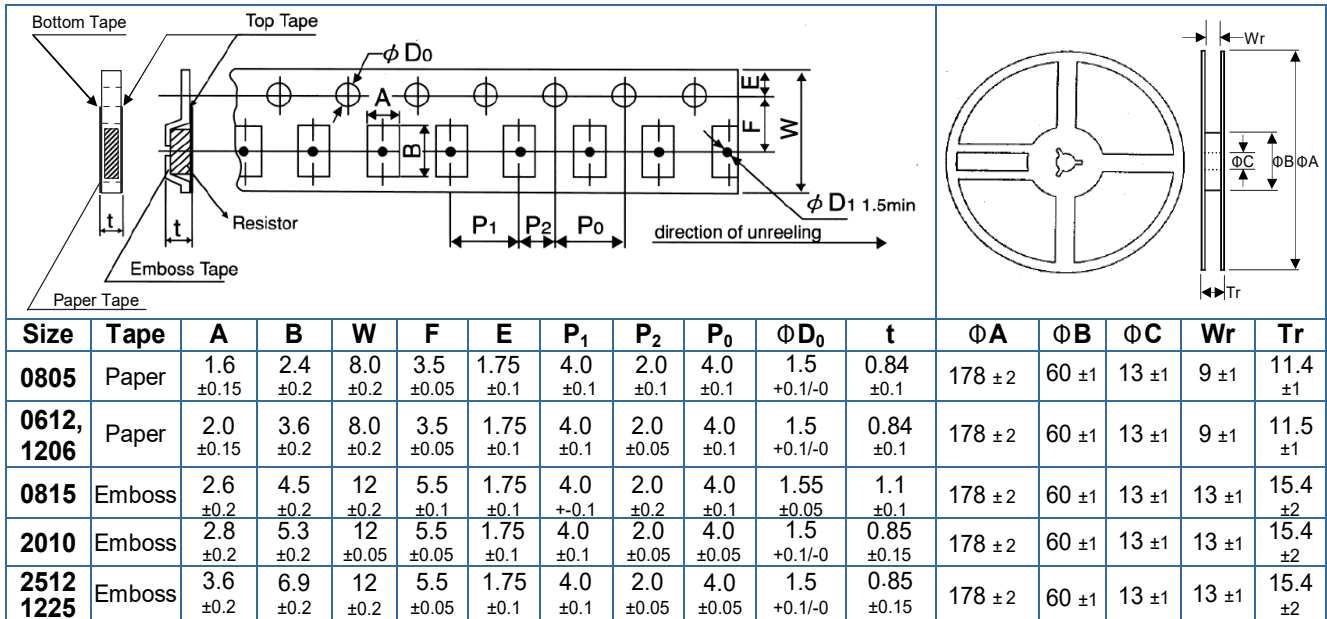 Bottom Tape
Top Tape
ϕ D0
A
B
E
F
W
t
t
Resistor
P1
P2
P0
ϕ D1 1.5min
direction of unreeling
Emboss Tape
Paper Tape
Wr
ΦC
ΦB
ΦA
Tr
Size Tape A B W F E P1 P2 P0 ΦD0 t ΦA ΦB ΦC Wr Tr
0805 Paper 1.6 ±0.15 2.4 ±0.2 8.0 ±0.2 3.5 ±0.05 1.75 ±0.1 4.0 ±0.1 2.0 ±0.1 4.0 ±0.1 1.5 +0.1/-0 0.84 ±0.1 178 ±2 60 ±1 13 ±1 9 ±1 11.4 ±1
0612, 1206 Paper 2.0 ±0.15 3.6 ±0.2 8.0 ±0.2 3.5 ±0.05 1.75 ±0.1 4.0 ±0.1 2.0 ±0.05 4.0 ±0.1 1.5 +0.1/-0 0.84 ±0.1 178 ±2 60 ±1 13 ±1 9 ±1 11.5 ±1
0815 Emboss 2.6 ±0.2 4.5 ±0.2 12 ±0.2 5.5 ±0.1 1.75 ±0.1 4.0 +-0.1 2.0 ±0.2 4.0 ±0.1 1.55 ±0.05 1.1 ±0.1 178 ±2 60 ±1 13 ±1 13 ±1 15.4 ±2
2010 Emboss 2.8 ±0.2 5.3 ±0.2 12 ±0.05 5.5 ±0.05 1.75 ±0.1 4.0 ±0.1 2.0 ±0.05 4.0 ±0.05 1.5 +0.1/-0 0.85 ±0.15 178 ±2 60 ±1 13 ±1 13 ±1 15.4 ±2
2512 1225 Emboss 3.6 ±0.2 6.9 ±0.2 12 ±0.2 5.5 ±0.05 1.75 ±0.1 4.0 ±0.1 2.0 ±0.05 4.0 ±0.05 1.5 +0.1/-0 0.85 ±0.15 178 ±2 60 ±1 13 ±1 13 ±1 15.4 ±2